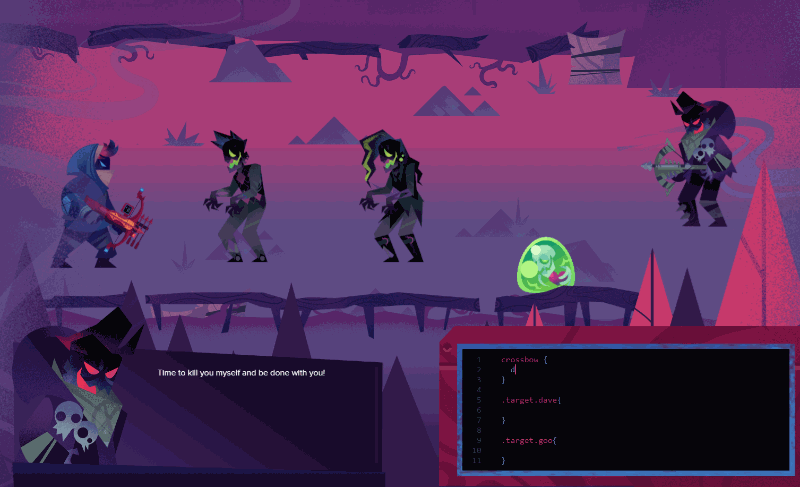 Time to kill you myself and be done with you!
1 crossbow {
2 d
3 }
4
5 .target.dave{
6
7 }
8
9 .target.goo{
10
11 }